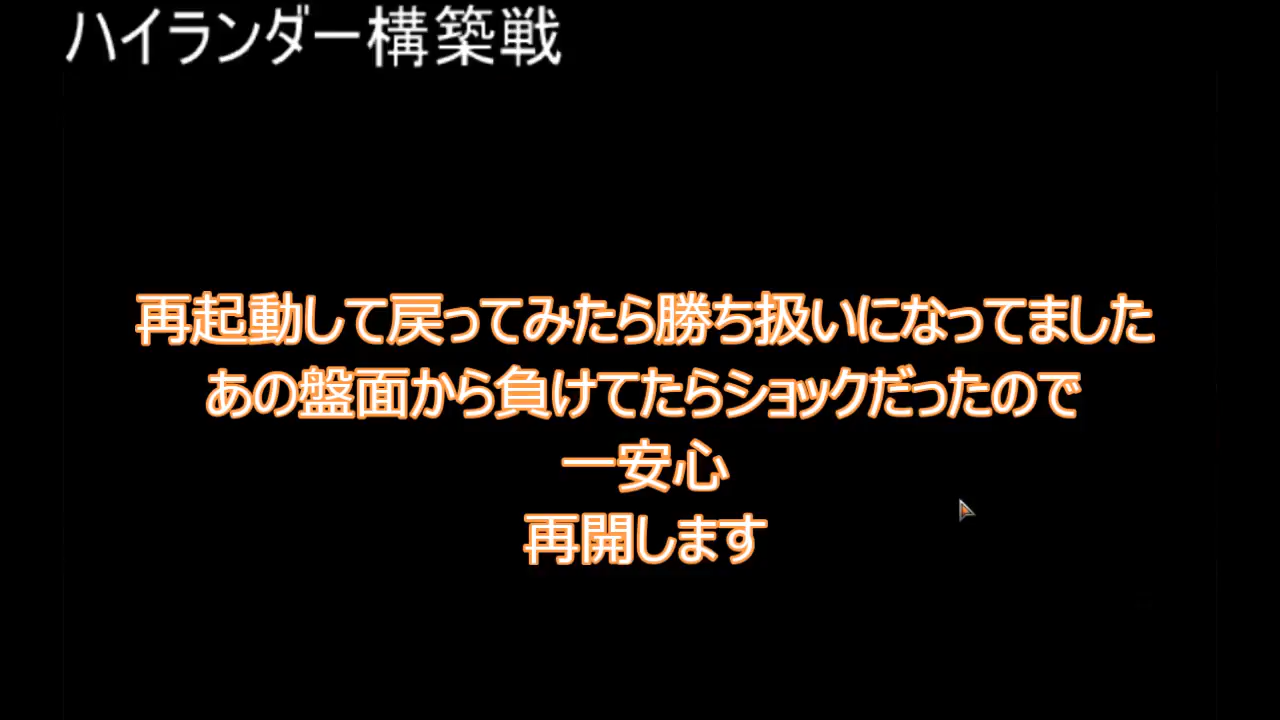 ハイランダー構築戦
再起動して戻ってみたら勝ち扱いになってました
あの盤面から負けてたらショックだったので
一安心
再開します